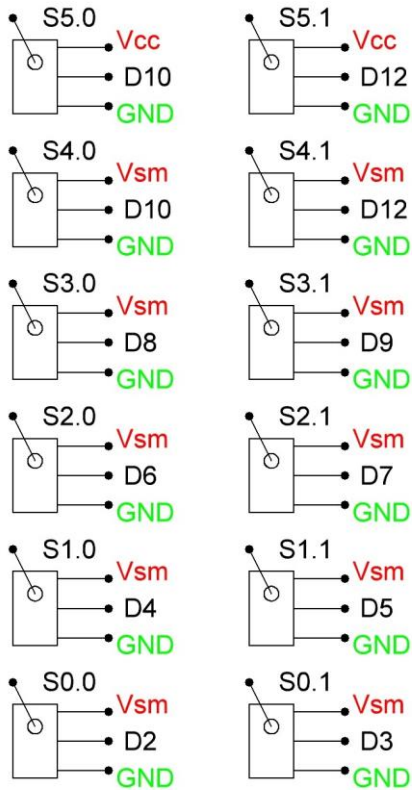 S5.0
Vcc
D10
GND
S5.1
Vcc
D12
GND
S4.0
Vsm
D10
GND
S4.1
Vsm
D12
GND
S3.0
Vsm
D8
GND
S3.1
Vsm
D9
GND
S2.0
Vsm
D6
GND
S2.1
Vsm
D7
GND
S1.0
Vsm
D4
GND
S1.1
Vsm
D5
GND
S0.0
Vsm
D2
GND
S0.1
Vsm
D3
GND